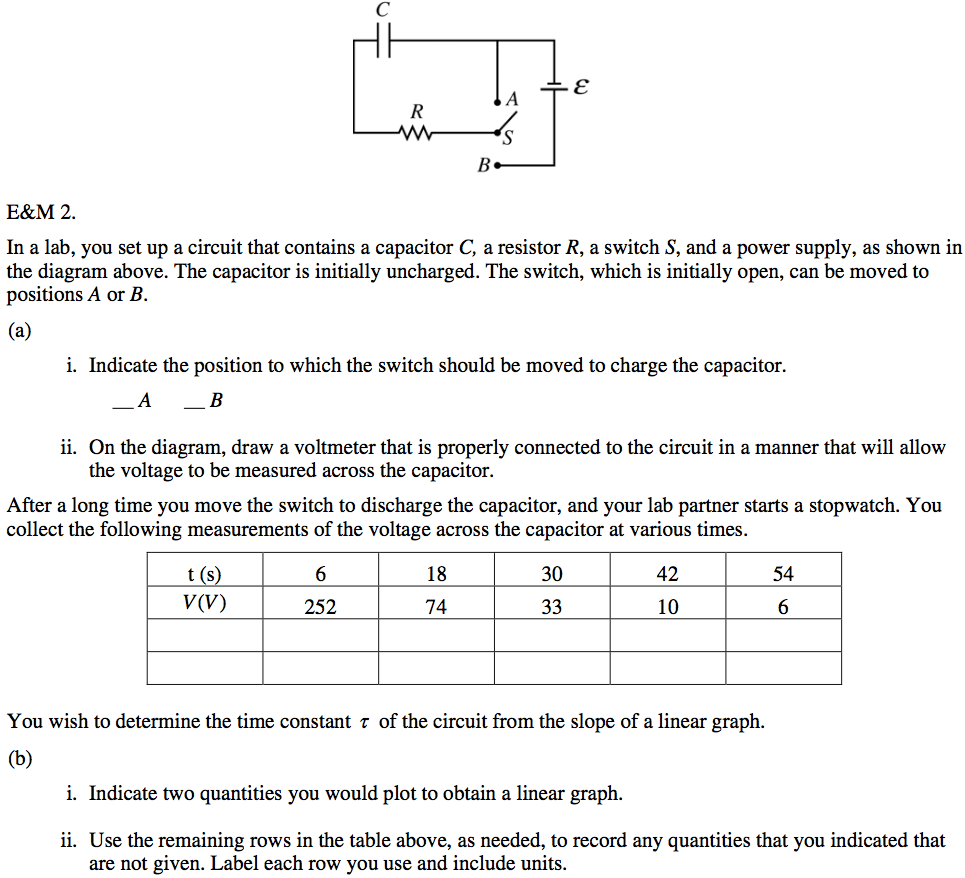 C
ε
A
R
S
B
E&M 2.
In a lab, you set up a circuit that contains a capacitor C, a resistor R, a switch S, and a power supply, as shown in
the diagram above. The capacitor is initially uncharged. The switch, which is initially open, can be moved to
positions A or B.
(a)
i. Indicate the position to which the switch should be moved to charge the capacitor.
__ A __ B
ii. On the diagram, draw a voltmeter that is properly connected to the circuit in a manner that will allow
the voltage to be measured across the capacitor.
After a long time you move the switch to discharge the capacitor, and your lab partner starts a stopwatch. You
collect the following measurements of the voltage across the capacitor at various times.
t (s) 6 18 30 42 54
V(V) 252 74 33 10 6
You wish to determine the time constant τ of the circuit from the slope of a linear graph.
(b)
i. Indicate two quantities you would plot to obtain a linear graph.
ii. Use the remaining rows in the table above, as needed, to record any quantities that you indicated that
are not given. Label each row you use and include units.